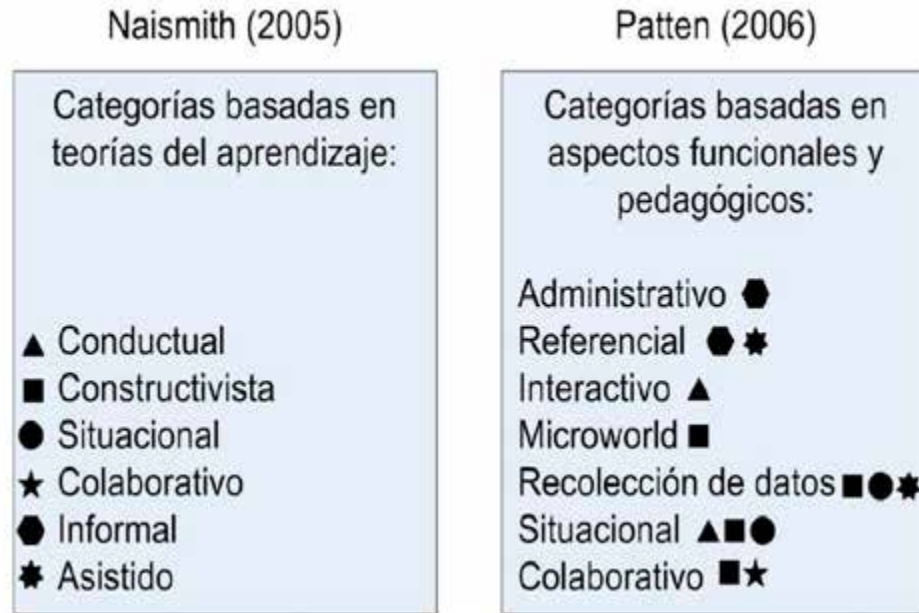 Naismith (2005)
Categorías basadas en
teorías del aprendizaje:
▲ Conductual
■ Constructivista
● Situacional
★ Colaborativo
⬣ Informal
✸ Asistido
Patten (2006)
Categorías basadas en
aspectos funcionales y
pedagógicos:
Administrativo ⬣
Referencial ⬣ ✸
Interactivo ▲
Microworld ■
Recolección de datos ■●✸
Situacional ▲■●
Colaborativo ■★